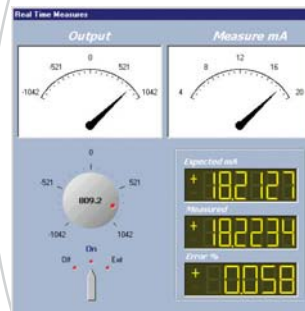 Real Time Measures
Output
Measure mA
0
-521
521
-1042
1042
12
8
16
4
20
0
-521
521
809.2
-1042
1042
On
Off
Ext
Expected mA
+ 18.2127
Measured
+ 18.2234
Error %
+ 0.058